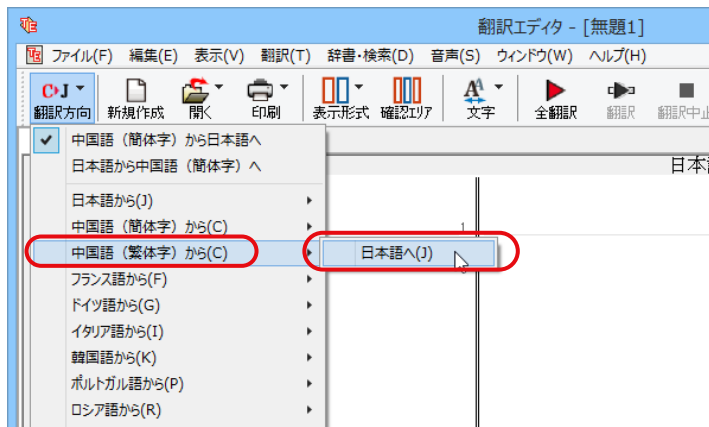 翻訳エディタ - [無題1]
ファイル(F) 編集(E) 表示(V) 翻訳(T) 辞書・検索(D) 音声(S) ウィンドウ(W) ヘルプ(H)
C▸J
翻訳方向 新規作成 開く 印刷 表示形式 確認エリア 文字 全翻訳 翻訳 翻訳中止
中国語（簡体字）から日本語へ
日本語から中国語（簡体字）へ
日本
日本語から(J)
中国語（簡体字）から(C)
1
中国語（繁体字）から(C)
日本語へ(J)
フランス語から(F)
ドイツ語から(G)
イタリア語から(I)
韓国語から(K)
ポルトガル語から(P)
ロシア語から(R)